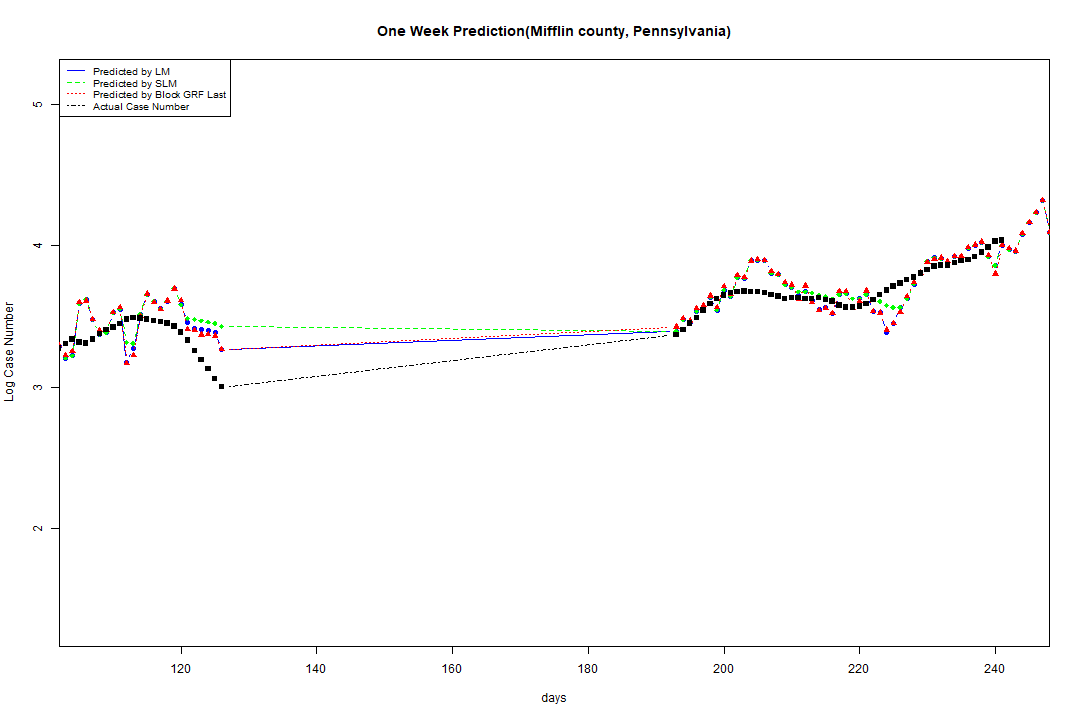 One Week Prediction(Mifflin county, Pennsylvania)
Predicted by LM
Predicted by SLM
Predicted by Block GRF Last
Actual Case Number
5
4
3
2
Log Case Number
120 140 160 180 200 220 240
days